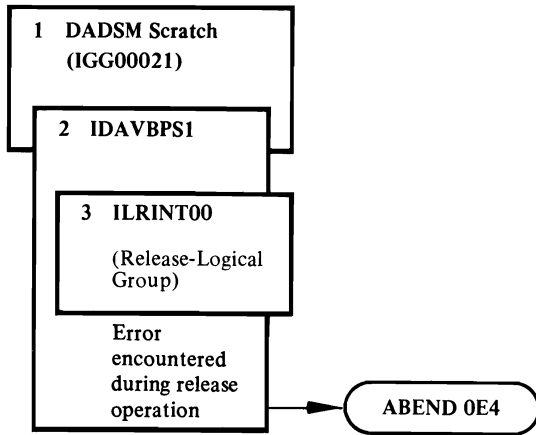 1 DADSM Scratch
(IGG00021)
2 IDAVBPS1
3 ILRINT00
(Release-Logical
Group)
Error
encountered
during release
operation
ABEND 0E4